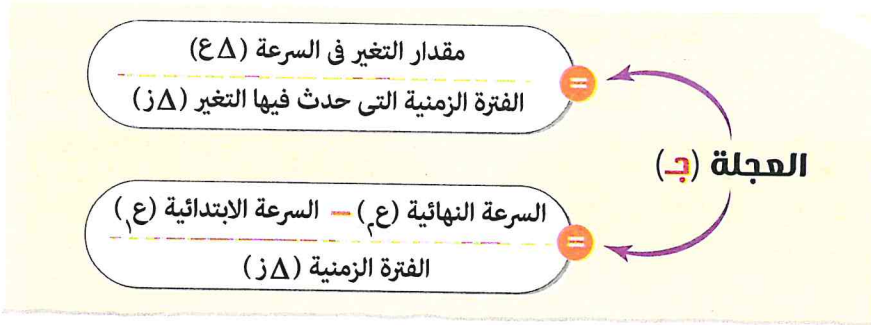 مقدار التغير فى السرعة (Δع)
=
الفترة الزمنية التى حدث فيها التغير (Δز)
العجلة (جـ)
السرعة النهائية (ع٢) – السرعة الابتدائية (ع١)
=
الفترة الزمنية (Δز)